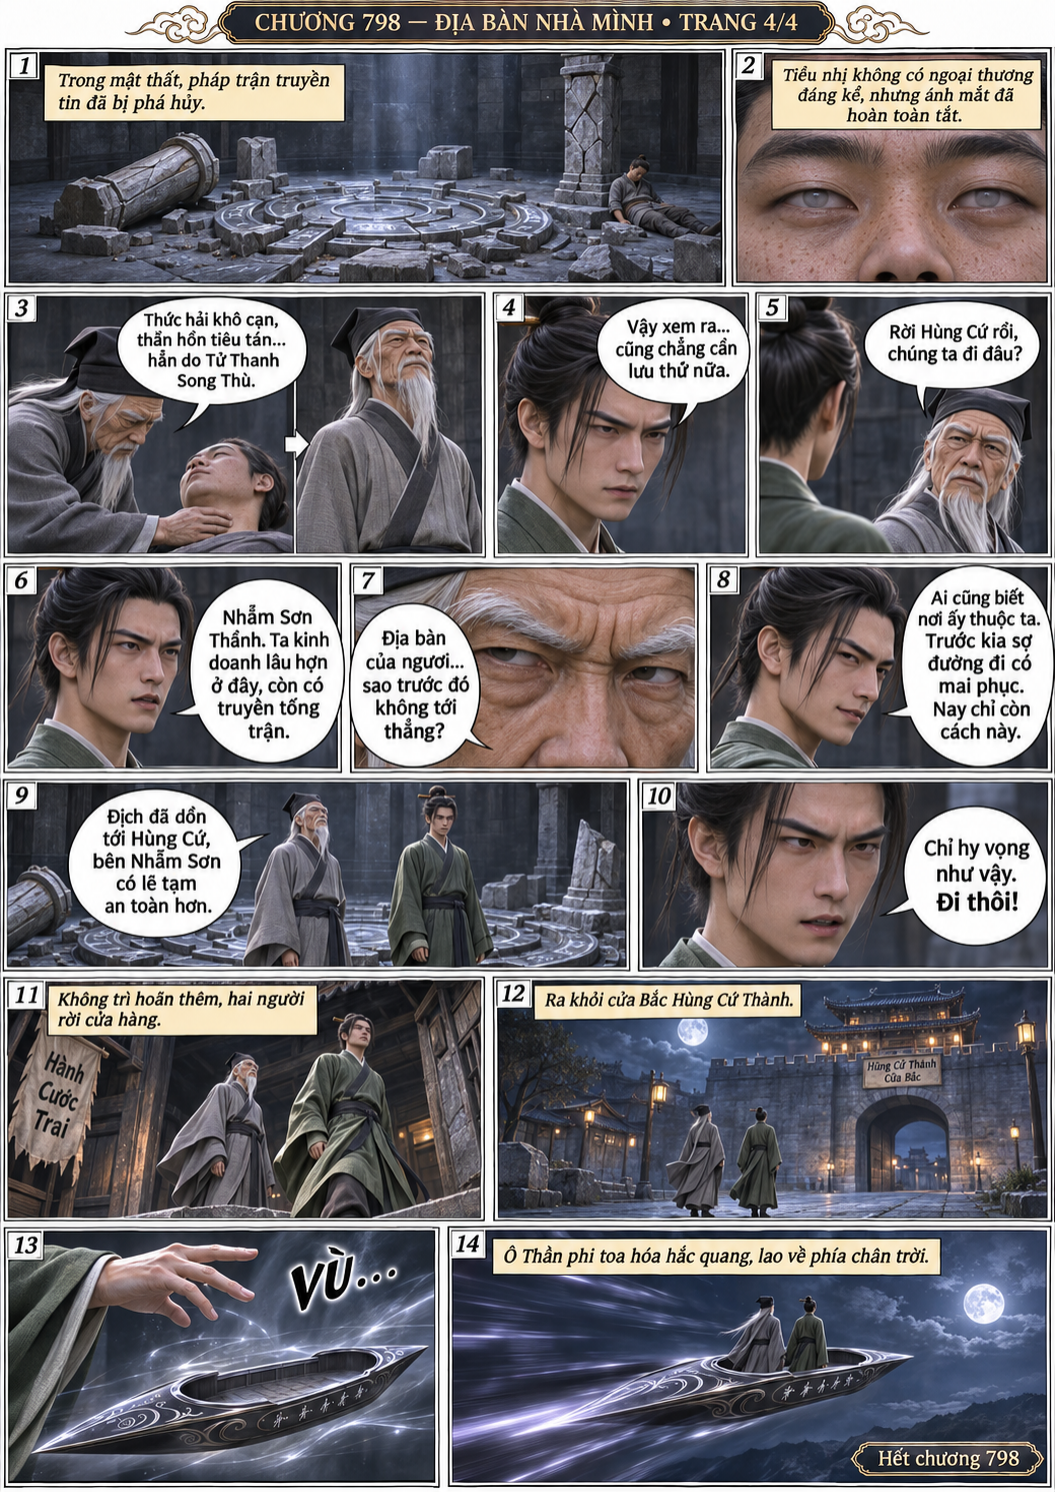 CHƯƠNG 798 — ĐỊA BÀN NHÀ MÌNH • TRANG 4/4
1
Trong mật thất, pháp trận truyền
tin đã bị phá hủy.
2
Tiểu nhị không có ngoại thương
đáng kể, nhưng ánh mắt đã
hoàn toàn tắt.
3
Thức hải khô cạn,
thần hồn tiêu tán...
hẳn do Tử Thanh
Song Thù.
4
Vậy xem ra...
cũng chẳng cần
lưu thủ nữa.
5
Rời Hùng Cứ rồi,
chúng ta đi đâu?
6
Nhẫm Sơn
Thành. Ta kinh
doanh lâu hơn
ở đây, còn có
truyền tống
trận.
7
Địa bàn
của ngươi...
sao trước đó
không tới
thẳng?
8
Ai cũng biết
nơi ấy thuộc ta.
Trước kia sợ
đường đi có
mai phục.
Nay chỉ còn
cách này.
9
Địch đã dồn
tới Hùng Cứ,
bên Nhẫm Sơn
có lẽ tạm
an toàn hơn.
10
Chỉ hy vọng
như vậy.
Đi thôi!
11
Không trì hoãn thêm, hai người
rời cửa hàng.
Hành
Cước
Trai
12
Ra khỏi cửa Bắc Hùng Cứ Thành.
Hùng Cứ Thành
Cửa Bắc
13
VÙ...
14
Ô Thần phi toa hóa hắc quang, lao về phía chân trời.
Hết chương 798